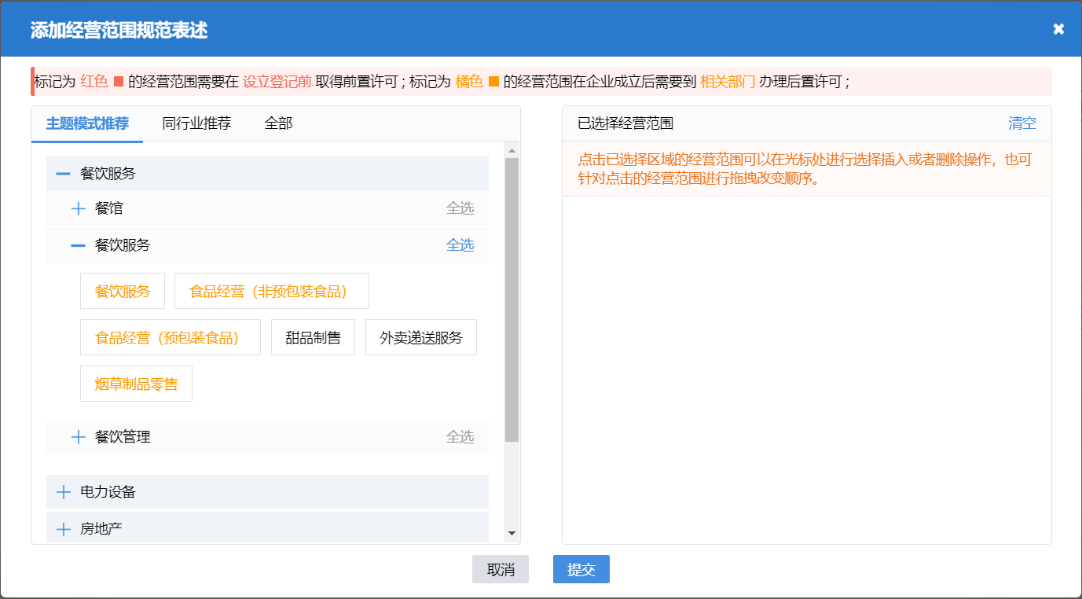 添加经营范围规范表述
标记为 红色 的经营范围需要在 设立登记前 取得前置许可；标记为 橘色 的经营范围在企业成立后需要到 相关部门 办理后置许可；
主题模式推荐 同行业推荐 全部
餐饮服务
餐馆 全选
餐饮服务 全选
餐饮服务 食品经营（非预包装食品）
食品经营（预包装食品） 甜品制售 外卖递送服务
烟草制品零售
餐饮管理 全选
电力设备
房地产
已选择经营范围 清空
点击已选择区域的经营范围可以在光标处进行选择插入或者删除操作，也可
针对点击的经营范围进行拖拽改变顺序。
取消 提交